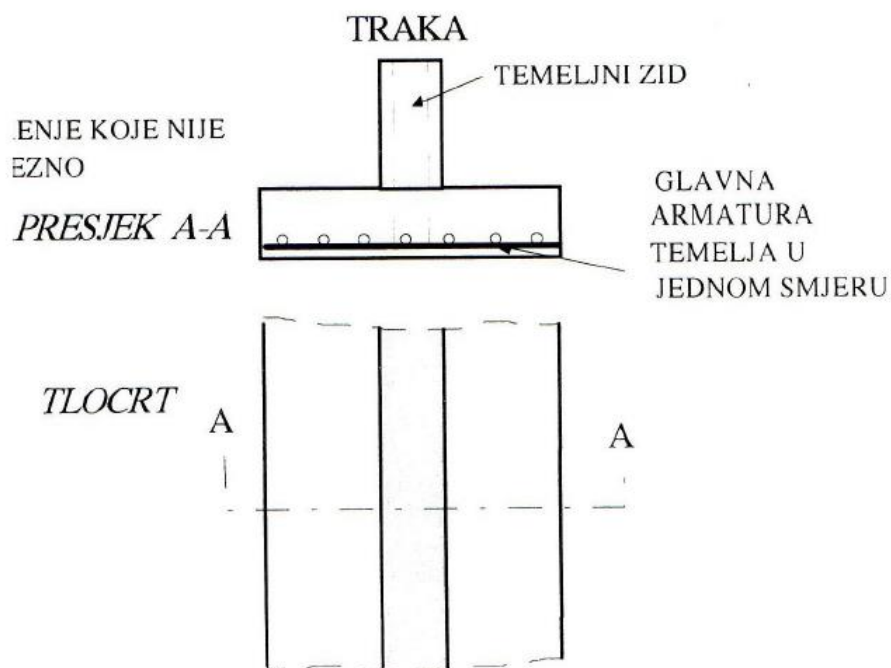 TRAKA
TEMELJNI ZID
ENJE KOJE NIJE
EZNO
PRESJEK A-A
GLAVNA
ARMATURA
TEMELJA U
JEDNOM SMJERU
TLOCRT
A
A